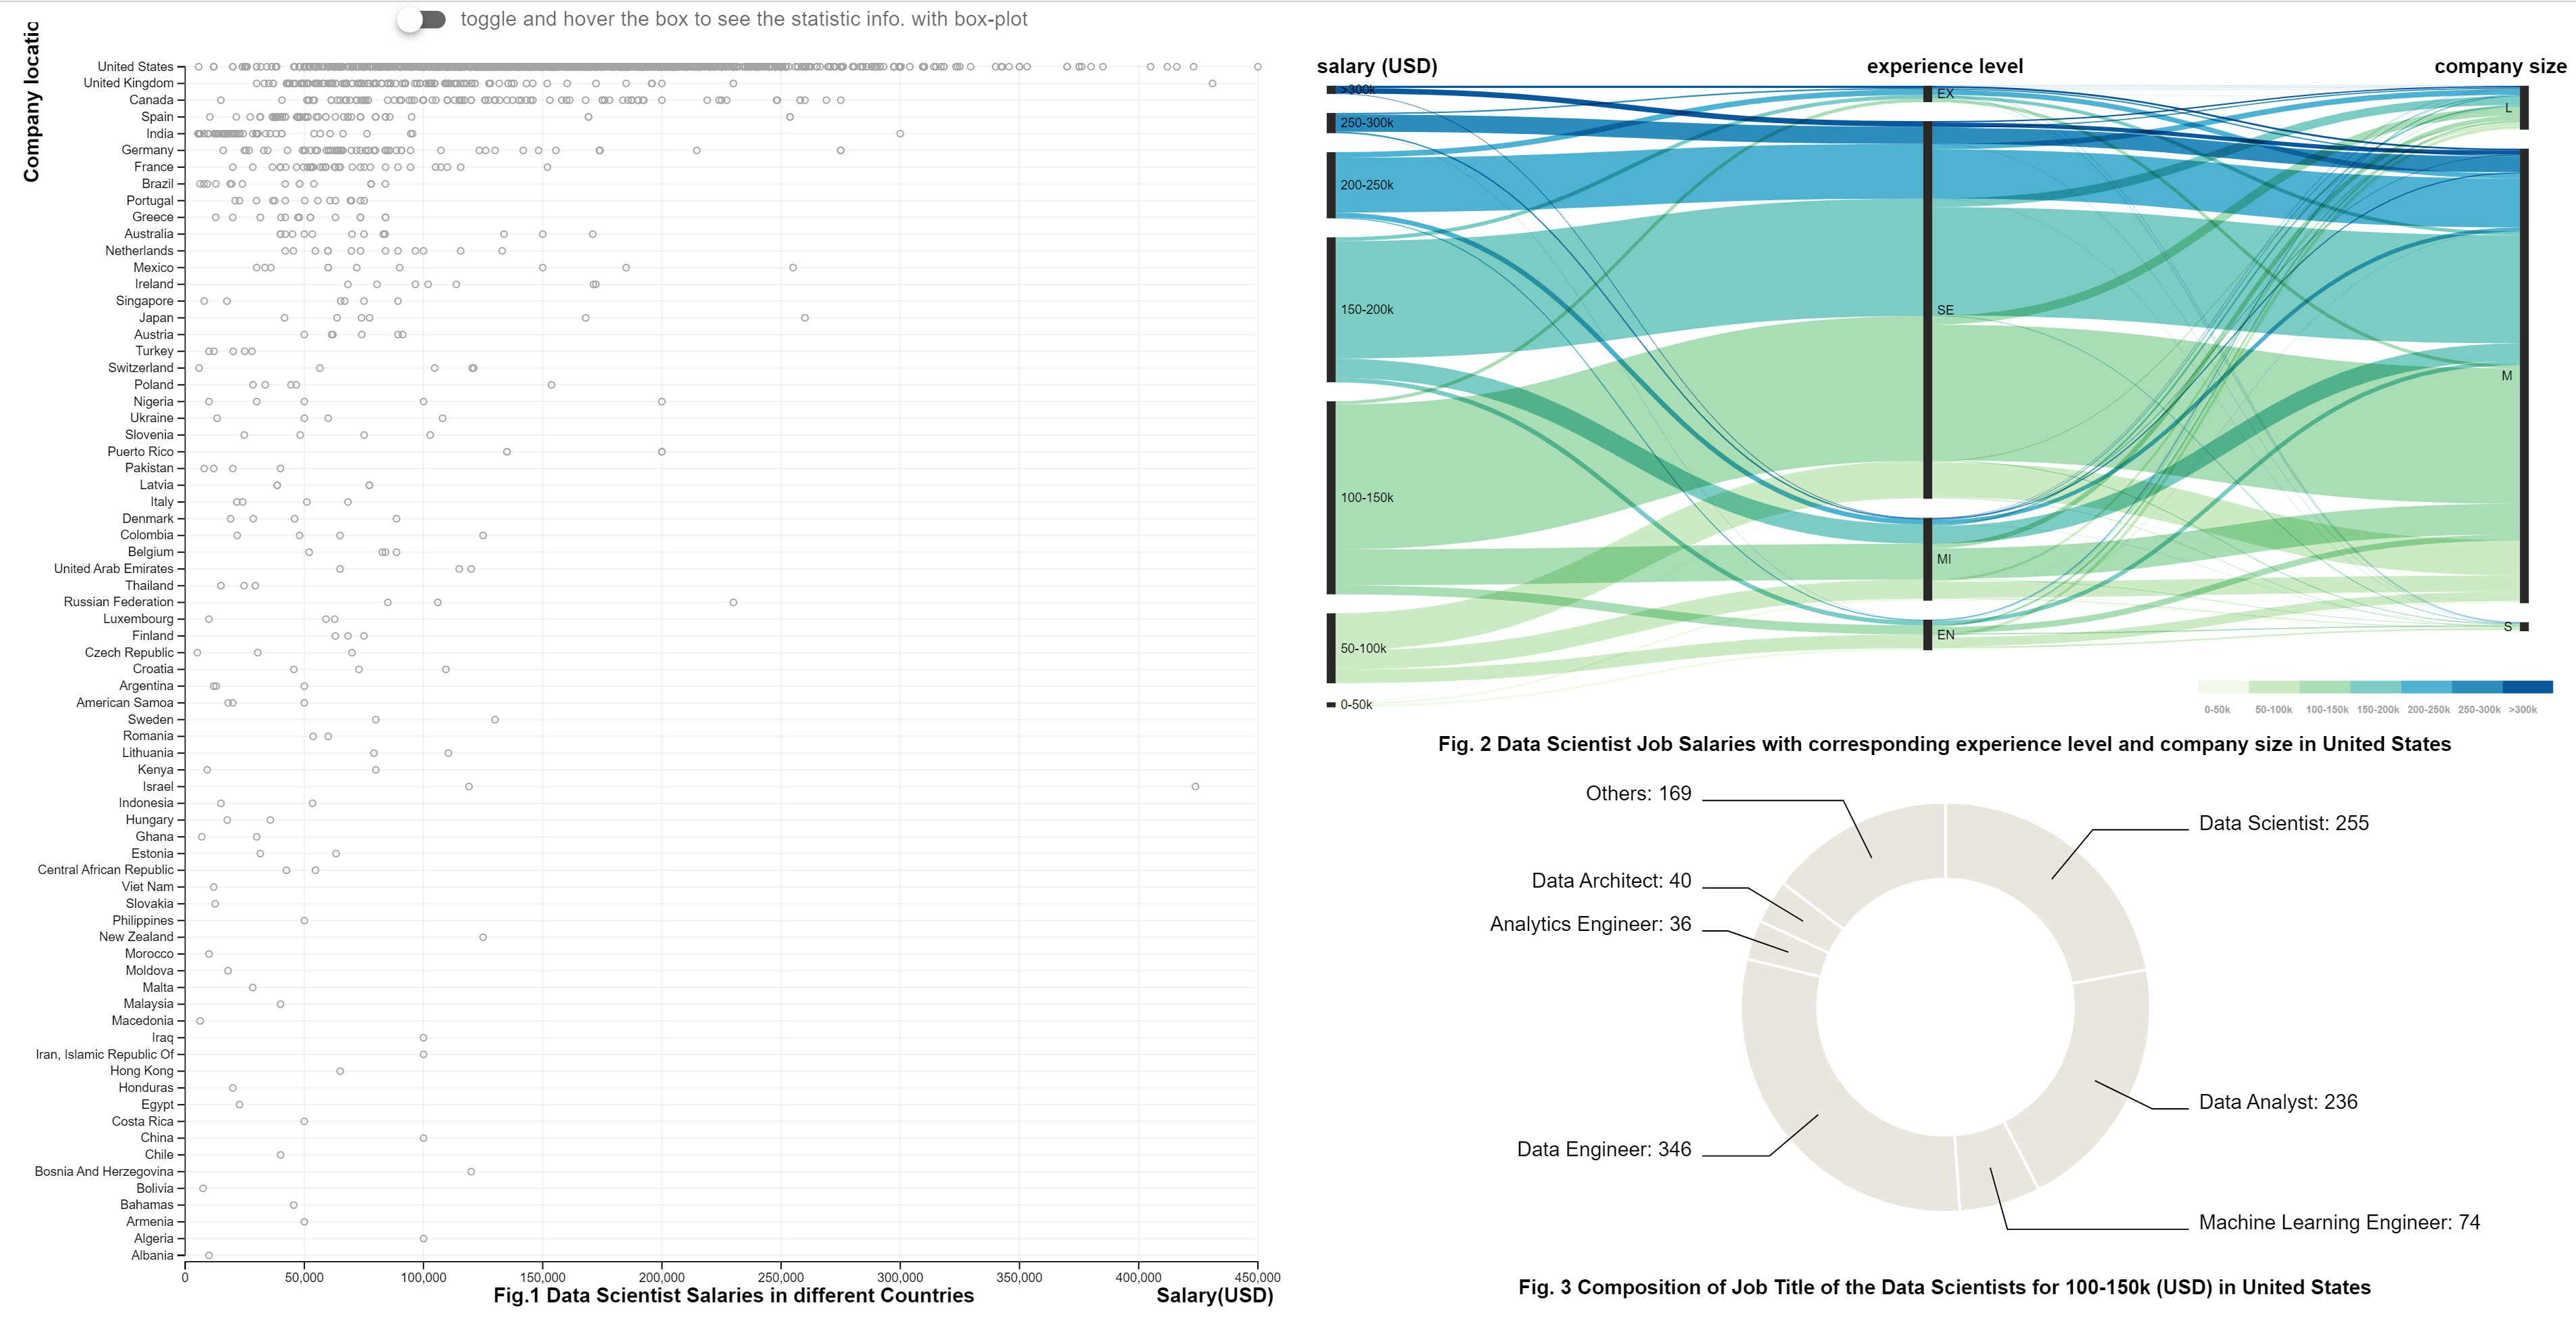 toggle and hover the box to see the statistic info. with box-plot
Company locatic
United States
United Kingdom
Canada
Spain
India
Germany
France
Brazil
Portugal
Greece
Australia
Netherlands
Mexico
Ireland
Singapore
Japan
Austria
Turkey
Switzerland
Poland
Nigeria
Ukraine
Slovenia
Puerto Rico
Pakistan
Latvia
Italy
Denmark
Colombia
Belgium
United Arab Emirates
Thailand
Russian Federation
Luxembourg
Finland
Czech Republic
Croatia
Argentina
American Samoa
Sweden
Romania
Lithuania
Kenya
Israel
Indonesia
Hungary
Ghana
Estonia
Central African Republic
Viet Nam
Slovakia
Philippines
New Zealand
Morocco
Moldova
Malta
Malaysia
Macedonia
Iraq
Iran, Islamic Republic Of
Hong Kong
Honduras
Egypt
Costa Rica
China
Chile
Bosnia And Herzegovina
Bolivia
Bahamas
Armenia
Algeria
Albania
0 50,000 100,000 150,000 200,000 250,000 300,000 350,000 400,000 450,000
Fig.1 Data Scientist Salaries in different Countries Salary(USD)
salary (USD) experience level company size
>300k
250-300k
200-250k
150-200k
100-150k
50-100k
0-50k
EX
SE
MI
EN
L
M
S
0-50k 50-100k 100-150k 150-200k 200-250k 250-300k >300k
Fig. 2 Data Scientist Job Salaries with corresponding experience level and company size in United States
Others: 169
Data Scientist: 255
Data Architect: 40
Analytics Engineer: 36
Data Analyst: 236
Data Engineer: 346
Machine Learning Engineer: 74
Fig. 3 Composition of Job Title of the Data Scientists for 100-150k (USD) in United States